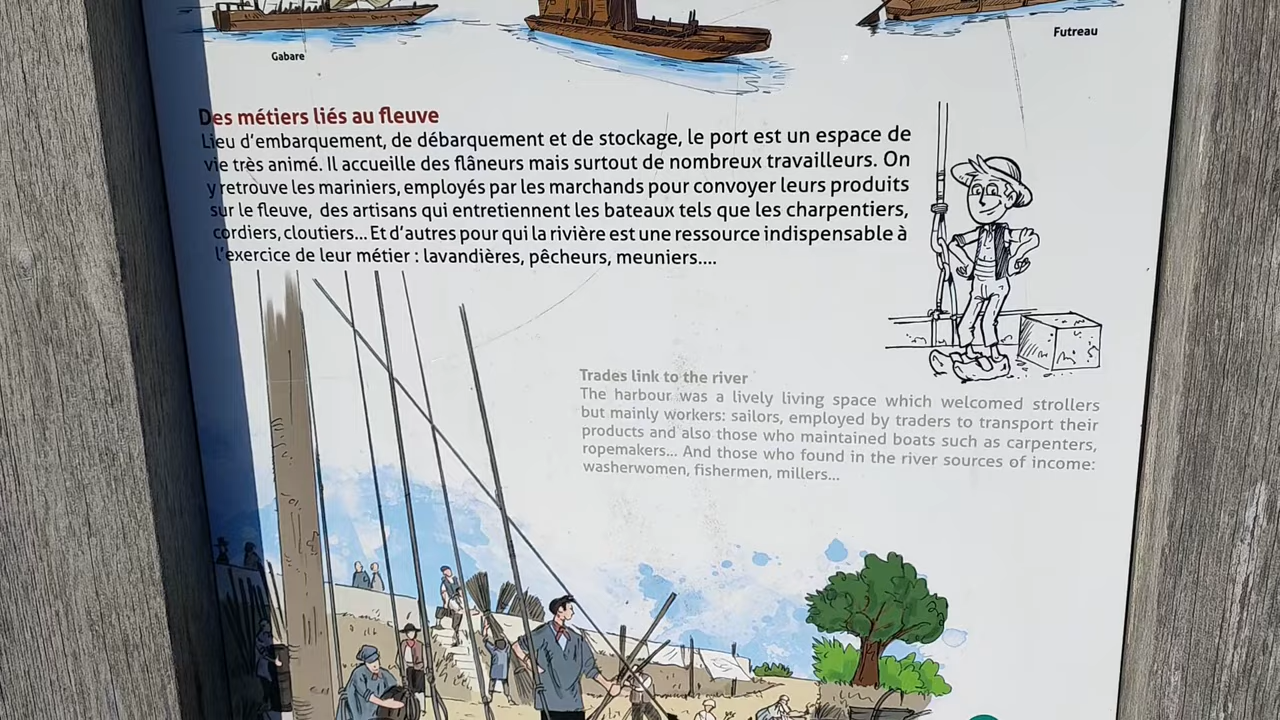 Gabare
Futreau
Des métiers liés au fleuve
Lieu d'embarquement, de débarquement et de stockage, le port est un espace de
vie très animé. Il accueille des flâneurs mais surtout de nombreux travailleurs. On
y retrouve les mariniers, employés par les marchands pour convoyer leurs produits
sur le fleuve, des artisans qui entretiennent les bateaux tels que les charpentiers,
cordiers, cloutiers... Et d'autres pour qui la rivière est une ressource indispensable à
l'exercice de leur métier : lavandières, pêcheurs, meuniers....
Trades link to the river
The harbour was a lively living space which welcomed strollers
but mainly workers: sailors, employed by traders to transport their
products and also those who maintained boats such as carpenters,
ropemakers... And those who found in the river sources of income:
washerwomen, fishermen, millers...